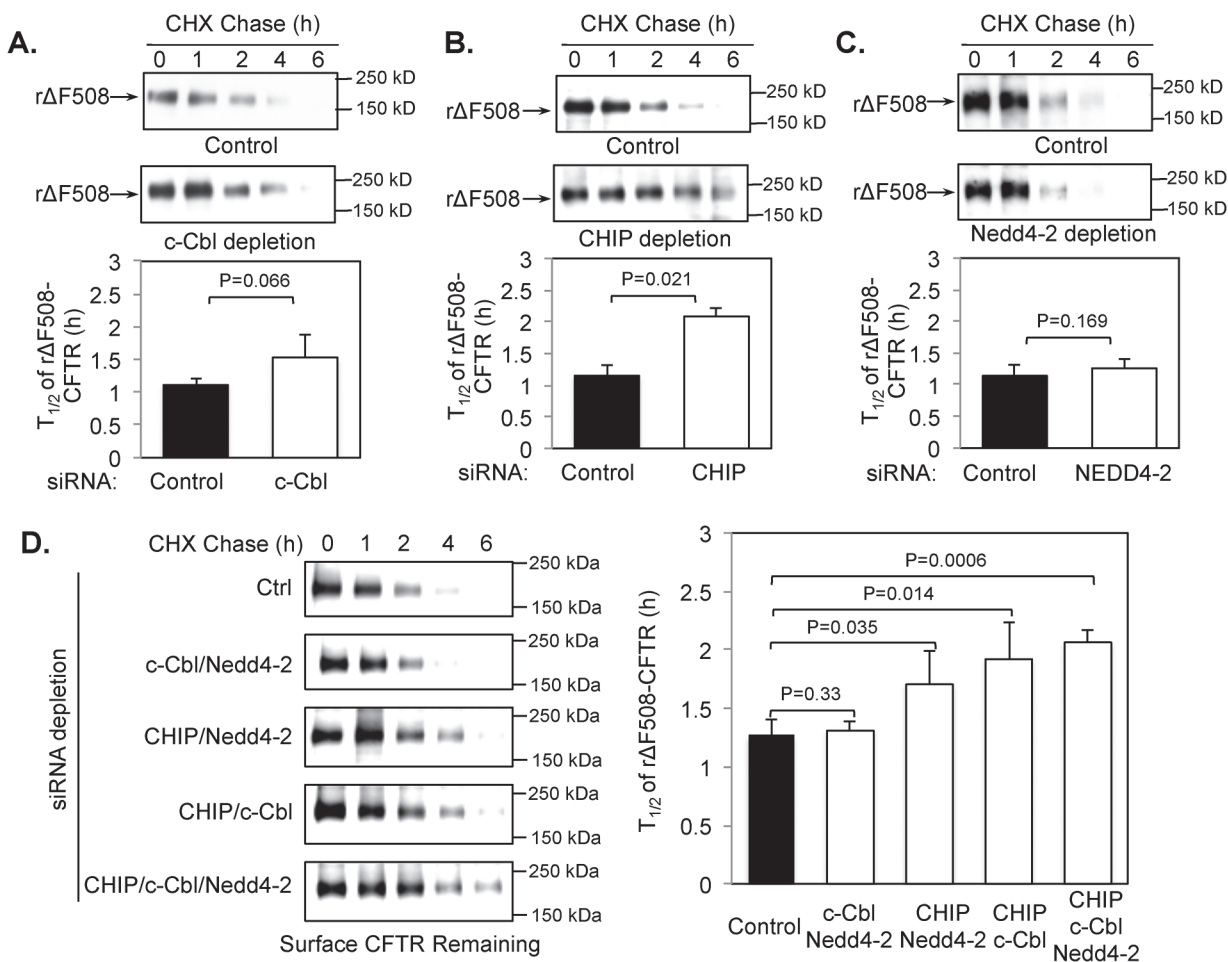 A.
CHX Chase (h)
0 1 2 4 6
rΔF508
250 kD
150 kD
Control
rΔF508
250 kD
150 kD
c-Cbl depletion
T1/2 of rΔF508-
CFTR (h)
3
2.5
2
1.5
1
0.5
0
P=0.066
siRNA: Control c-Cbl
B.
CHX Chase (h)
0 1 2 4 6
rΔF508
250 kD
150 kD
Control
rΔF508
250 kD
150 kD
CHIP depletion
T1/2 of rΔF508-
CFTR (h)
3
2.5
2
1.5
1
0.5
0
P=0.021
siRNA: Control CHIP
C.
CHX Chase (h)
0 1 2 4 6
rΔF508
250 kD
150 kD
Control
rΔF508
250 kD
150 kD
Nedd4-2 depletion
T1/2 of rΔF508-
CFTR (h)
3
2.5
2
1.5
1
0.5
0
P=0.169
siRNA: Control NEDD4-2
D.
CHX Chase (h) 0 1 2 4 6
siRNA depletion
Ctrl
250 kDa
150 kDa
c-Cbl/Nedd4-2
250 kDa
150 kDa
CHIP/Nedd4-2
250 kDa
150 kDa
CHIP/c-Cbl
250 kDa
150 kDa
CHIP/c-Cbl/Nedd4-2
250 kDa
150 kDa
Surface CFTR Remaining
T1/2 of rΔF508-CFTR (h)
3
2.5
2
1.5
1
0.5
0
P=0.0006
P=0.014
P=0.035
P=0.33
Control
c-Cbl
Nedd4-2
CHIP
Nedd4-2
CHIP
c-Cbl
CHIP
c-Cbl
Nedd4-2